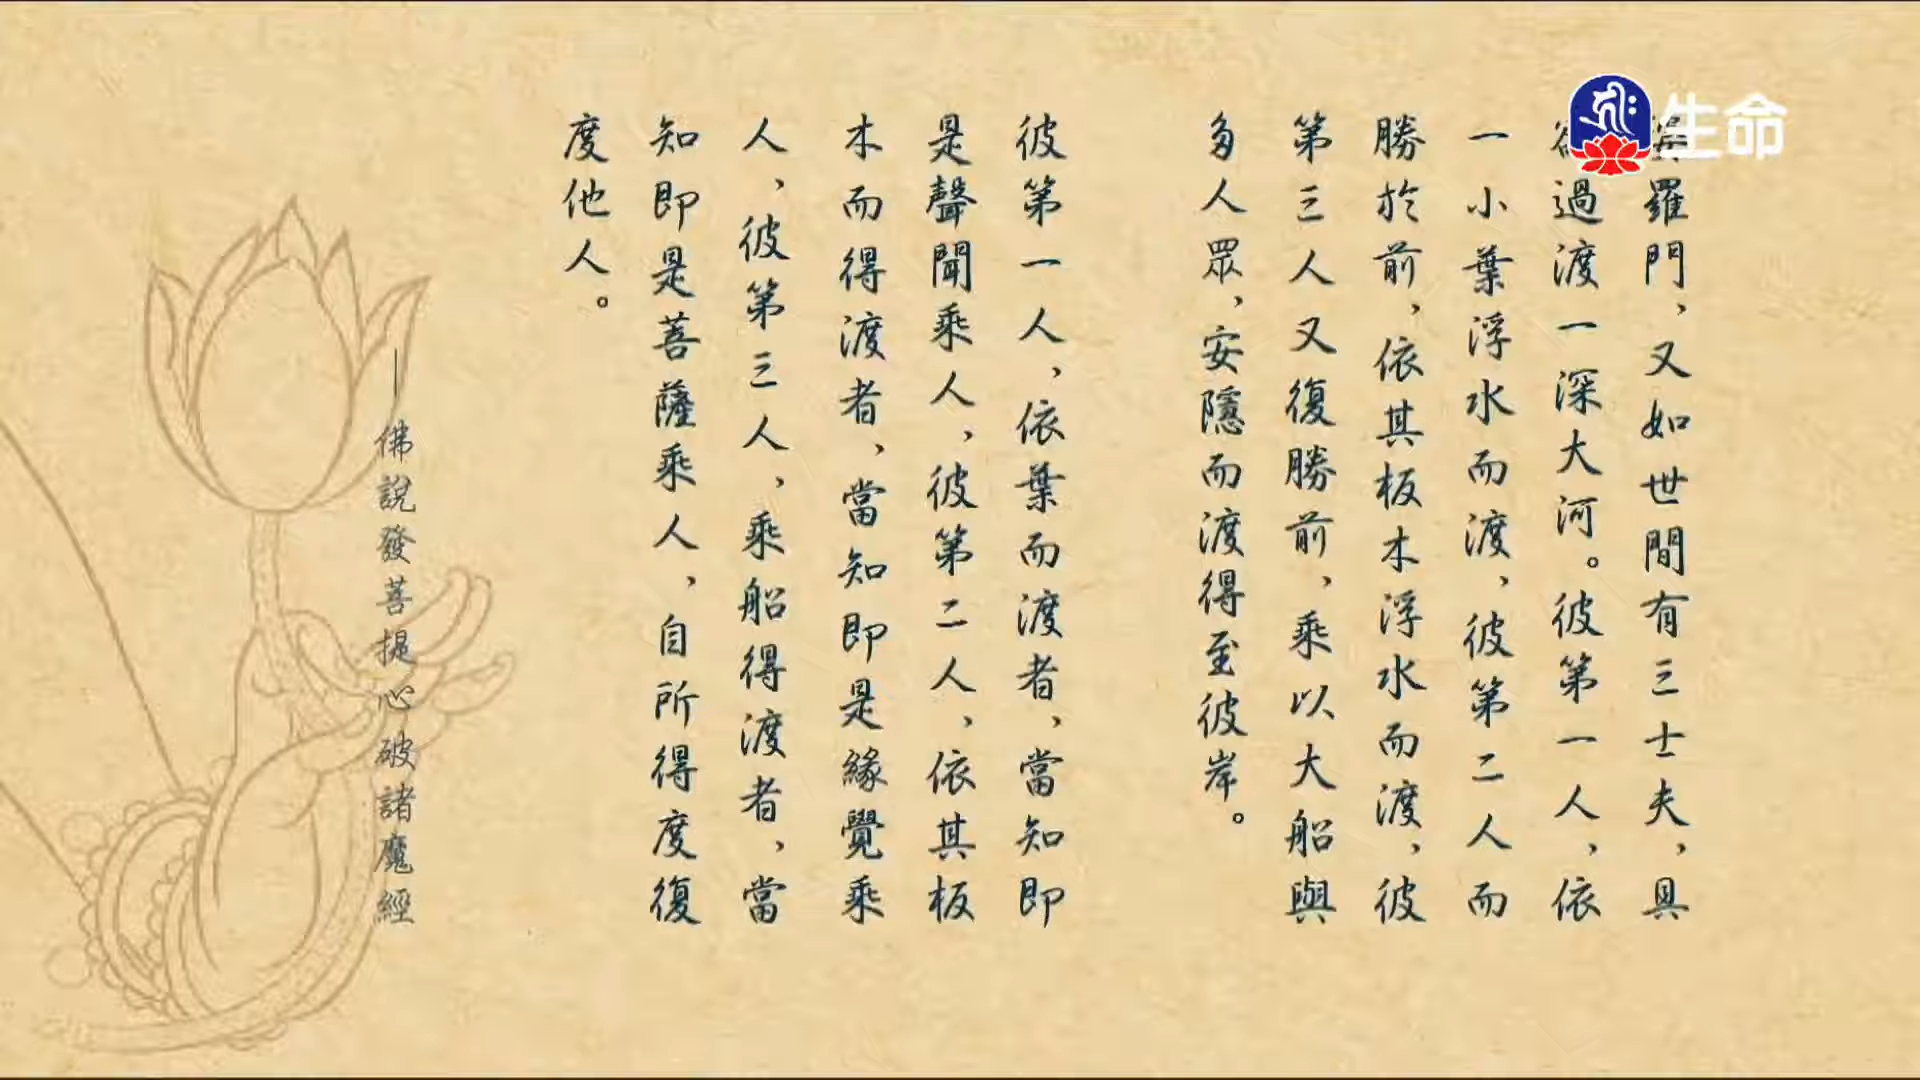 羅門，又如世間有三士夫，具
過渡一深大河。彼第一人，依
一小葉浮水而渡，彼第二人而
勝於前，依其板木浮水而渡，彼
第三人又復勝前，乘以大船與
多人眾，安隱而渡得至彼岸。
彼第一人，依葉而渡者，當知即
是聲聞乘人，彼第二人，依其板
木而得渡者，當知即是緣覺乘
人，彼第三人，乘船得渡者，當
知即是菩薩乘人，自所得度復
度他人。
—佛說發菩提心破諸魔經
生命